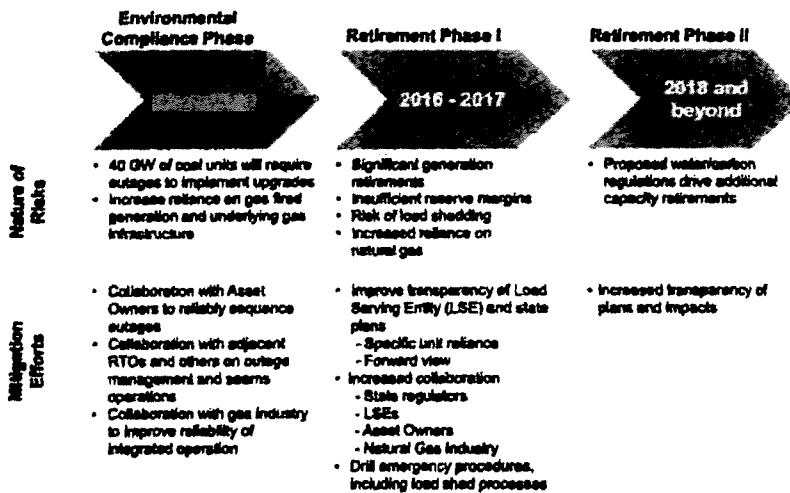 Environmental
Compliance Phase
Retirement Phase I
Retirement Phase II
2016 - 2017
2018 and
beyond
Nature of
Risks
• 40 GW of coal units will require
outages to implement upgrades
• Increase reliance on gas fired
generation and underlying gas
infrastructure
• Significant generation
retirements
• Insufficient reserve margins
• Risk of load shedding
• Increased reliance on
natural gas
• Proposed water/carbon
regulations drive additional
capacity retirements
Mitigation
Efforts
• Collaboration with Asset
Owners to reliably sequence
outages
• Collaboration with adjacent
RTOs and others on outage
management and seams
operations
• Collaboration with gas industry
to improve reliability of
integrated operation
• Improve transparency of Load
Serving Entity (LSE) and state
plans
- Specific unit reliance
- Forward view
• Increased collaboration
- State regulators
- LSEs
- Asset Owners
- Natural Gas Industry
• Drill emergency procedures,
including load shed processes
• Increased transparency of
plans and impacts